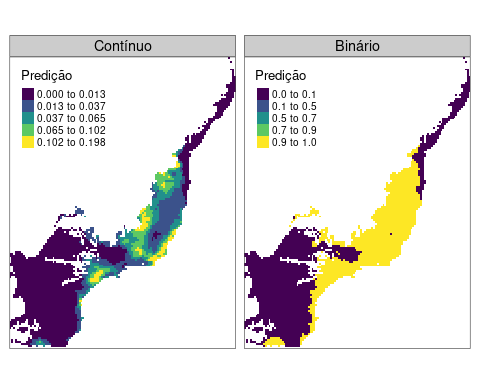 Contínuo
Predição
0.000 to 0.013
0.013 to 0.037
0.037 to 0.065
0.065 to 0.102
0.102 to 0.198
Binário
Predição
0.0 to 0.1
0.1 to 0.5
0.5 to 0.7
0.7 to 0.9
0.9 to 1.0